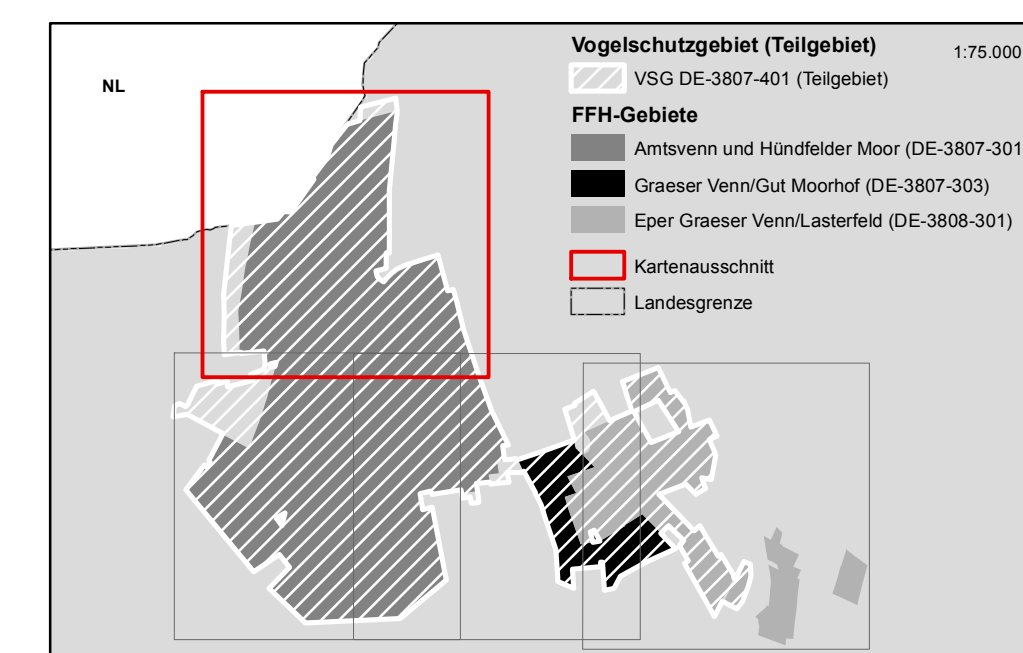 Vogelschutzgebiet (Teilgebiet)
1:75.000
NL
VSG DE-3807-401 (Teilgebiet)
FFH-Gebiete
Amtsvenn und Hündfelder Moor (DE-3807-301
Graeser Venn/Gut Moorhof (DE-3807-303)
Eper Graeser Venn/Lasterfeld (DE-3808-301)
Kartenausschnitt
Landesgrenze